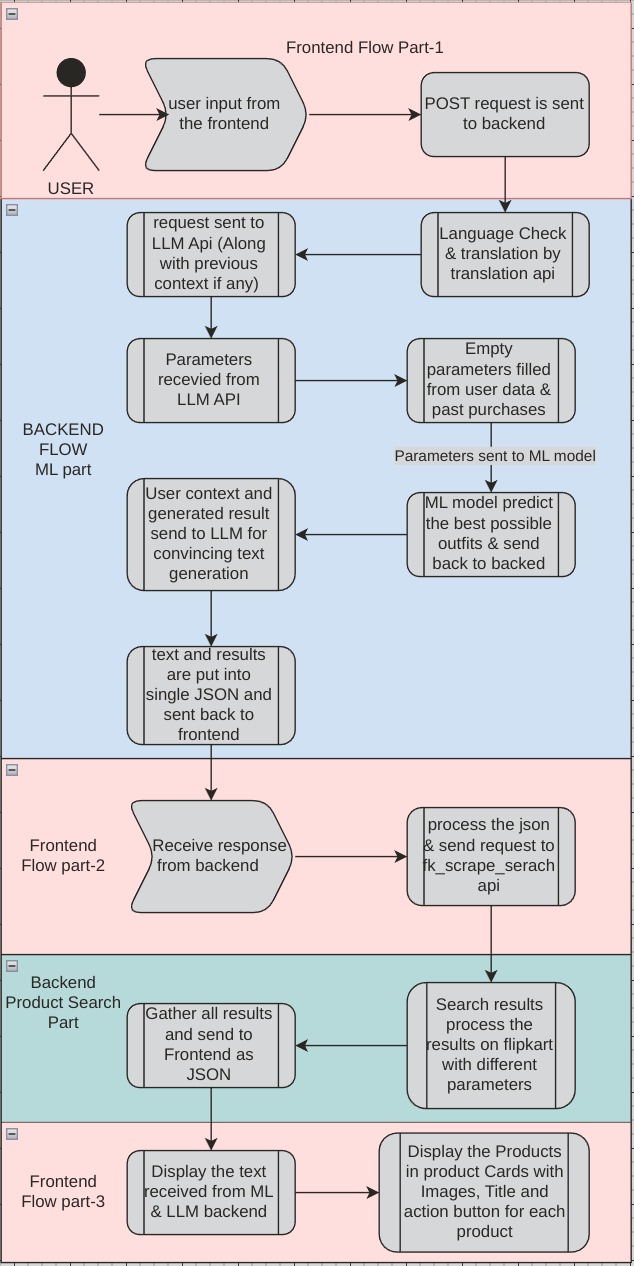 Frontend Flow Part-1
USER
user input from
the frontend
POST request is sent
to backend
Language Check
& translation by
translation api
request sent to
LLM Api (Along
with previous
context if any)
BACKEND
FLOW
ML part
Parameters
recevied from
LLM API
Empty
parameters filled
from user data &
past purchases
Parameters sent to ML model
ML model predict
the best possible
outfits & send
back to backed
User context and
generated result
send to LLM for
convincing text
generation
text and results
are put into
single JSON and
sent back to
frontend
Frontend
Flow part-2
Receive response
from backend
process the json
& send request to
fk_scrape_serach
api
Backend
Product Search
Part
Search results
process the
results on flipkart
with different
parameters
Gather all results
and send to
Frontend as
JSON
Frontend
Flow part-3
Display the text
received from ML
& LLM backend
Display the Products
in product Cards with
Images, Title and
action button for each
product